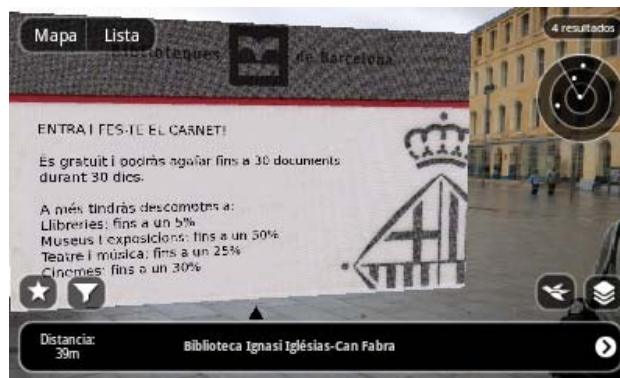 Mapa Lista
4 resultados
Biblioteques de Barcelona
ENTRA I FES-TE EL CARNET!
És gratuït i podràs agafar fins a 30 documents
durant 30 dies.
A més tindràs descomptes a:
Llibreries: fins a un 5%
Museus i exposicions: fins a un 50%
Teatre i música: fins a un 25%
Cinemes: fins a un 30%
Distancia:
39m
Biblioteca Ignasi Iglésias-Can Fabra